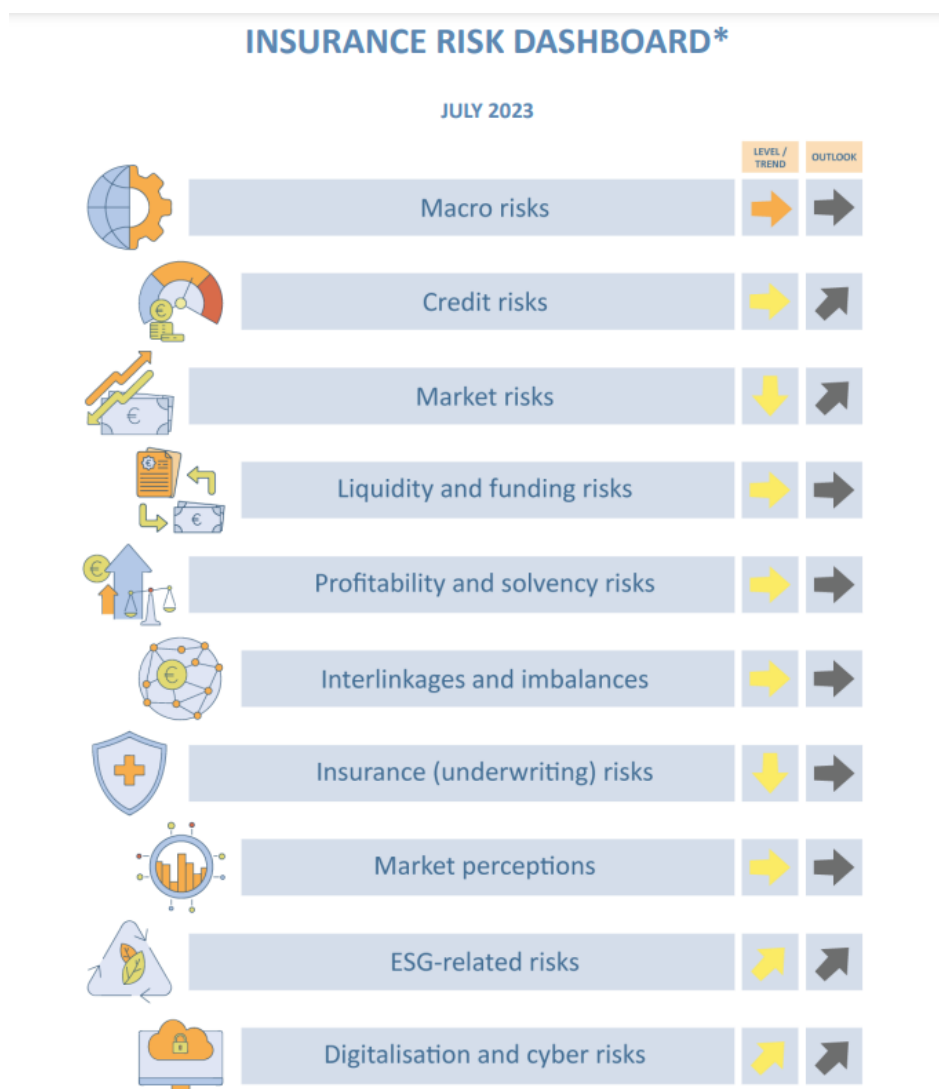 INSURANCE RISK DASHBOARD*
JULY 2023
LEVEL /
TREND
OUTLOOK
Macro risks
Credit risks
€
Market risks
€
Liquidity and funding risks
€
€
Profitability and solvency risks
€
Interlinkages and imbalances
€
Insurance (underwriting) risks
Market perceptions
ESG-related risks
Digitalisation and cyber risks